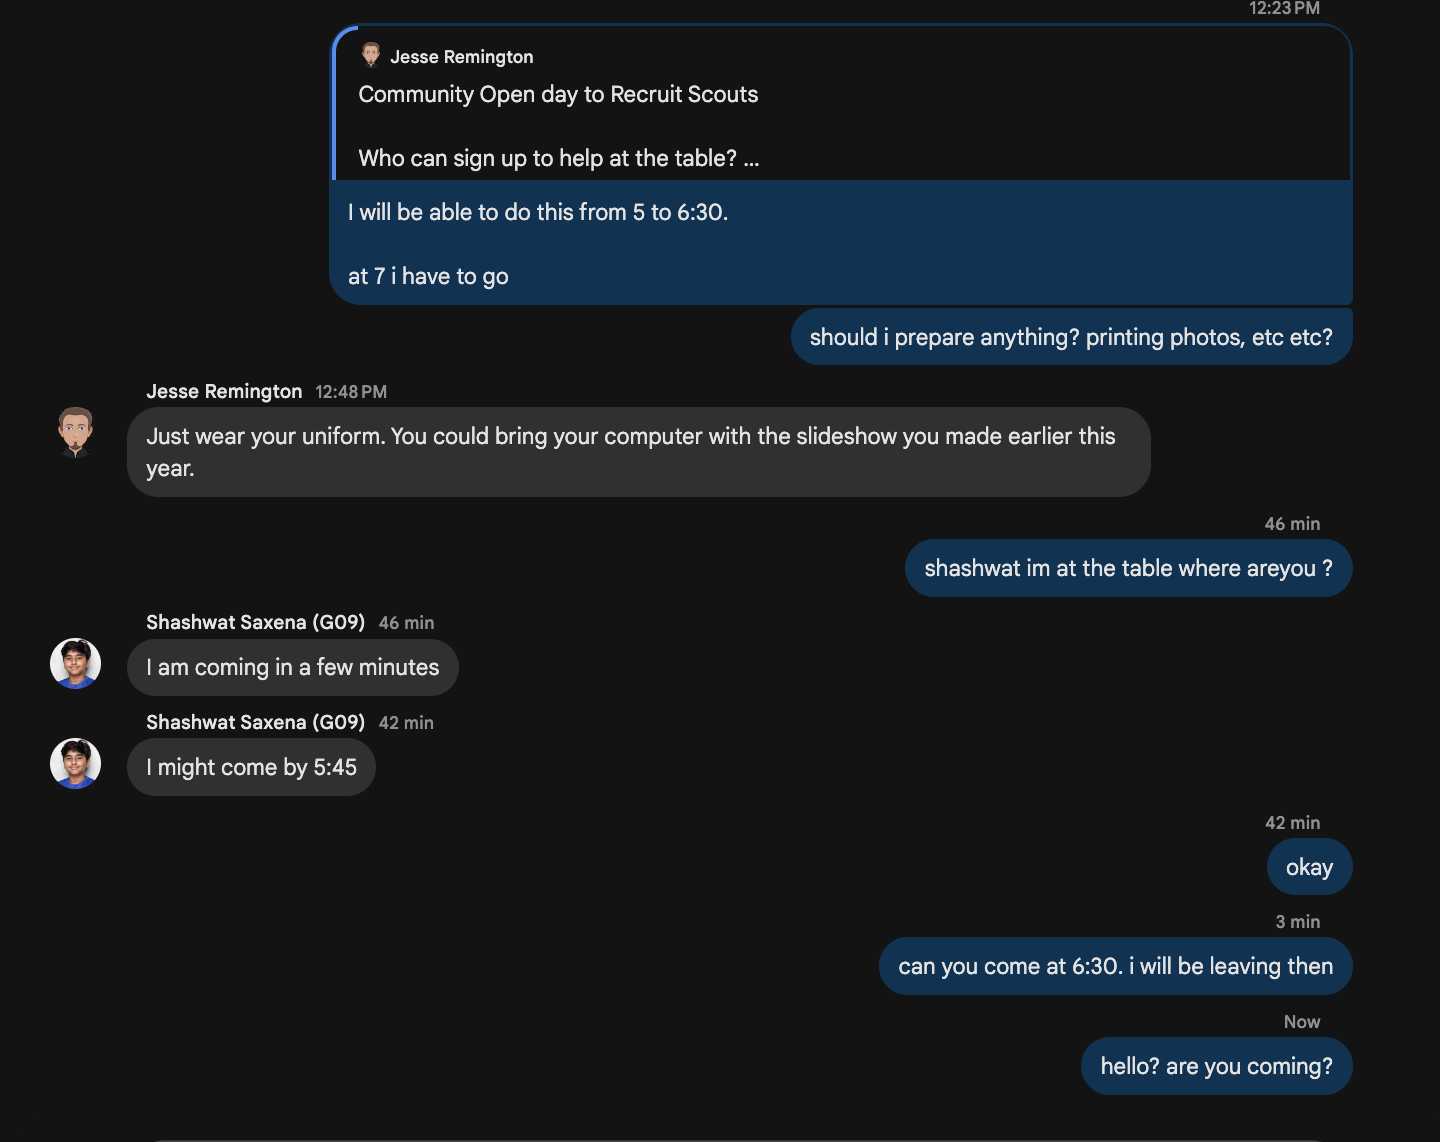 12:23 PM
Jesse Remington
Community Open day to Recruit Scouts
Who can sign up to help at the table? ...
I will be able to do this from 5 to 6:30.
at 7 i have to go
should i prepare anything? printing photos, etc etc?
Jesse Remington 12:48 PM
Just wear your uniform. You could bring your computer with the slideshow you made earlier this
year.
46 min
shashwat im at the table where areyou ?
Shashwat Saxena (G09) 46 min
I am coming in a few minutes
Shashwat Saxena (G09) 42 min
I might come by 5:45
42 min
okay
3 min
can you come at 6:30. i will be leaving then
Now
hello? are you coming?